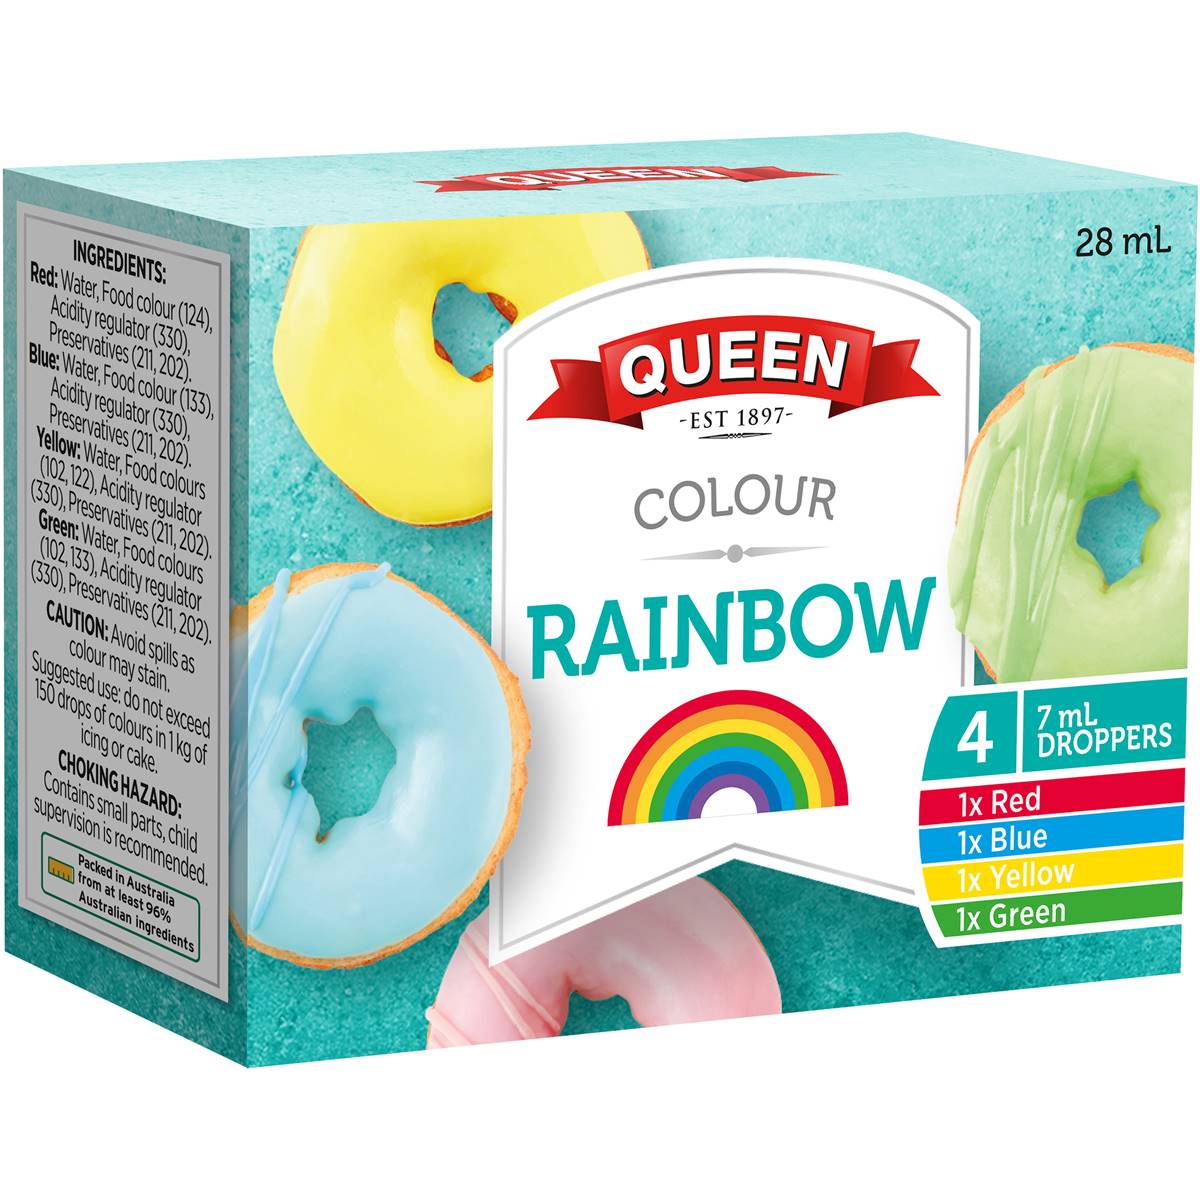 QUEEN
INGREDIENTS:
Red: Water, Food colour (124),
Acidity regulator (330),
Preservatives (211, 202).
Blue: Water, Food colour (133),
Acidity regulator (330),
Preservatives (211, 202).
Yellow: Water, Food colours
(102, 122), Acidity regulator
(330), Preservatives (211, 202).
Green: Water, Food colours
(102, 133), Acidity regulator
(330), Preservatives (211, 202).
CAUTION: Avoid spills as
colour may stain.
Suggested use: do not exceed
150 drops of colours in 1 kg of
icing or cake.
CHOKING HAZARD:
Contains small parts, child
supervision is recommended.
Packed in Australia
from at least 96%
Australian ingredients
28 mL
QUEEN
-EST 1897-
COLOUR
RAINBOW
4
7 mL
DROPPERS
1x Red
1x Blue
1x Yellow
1x Green